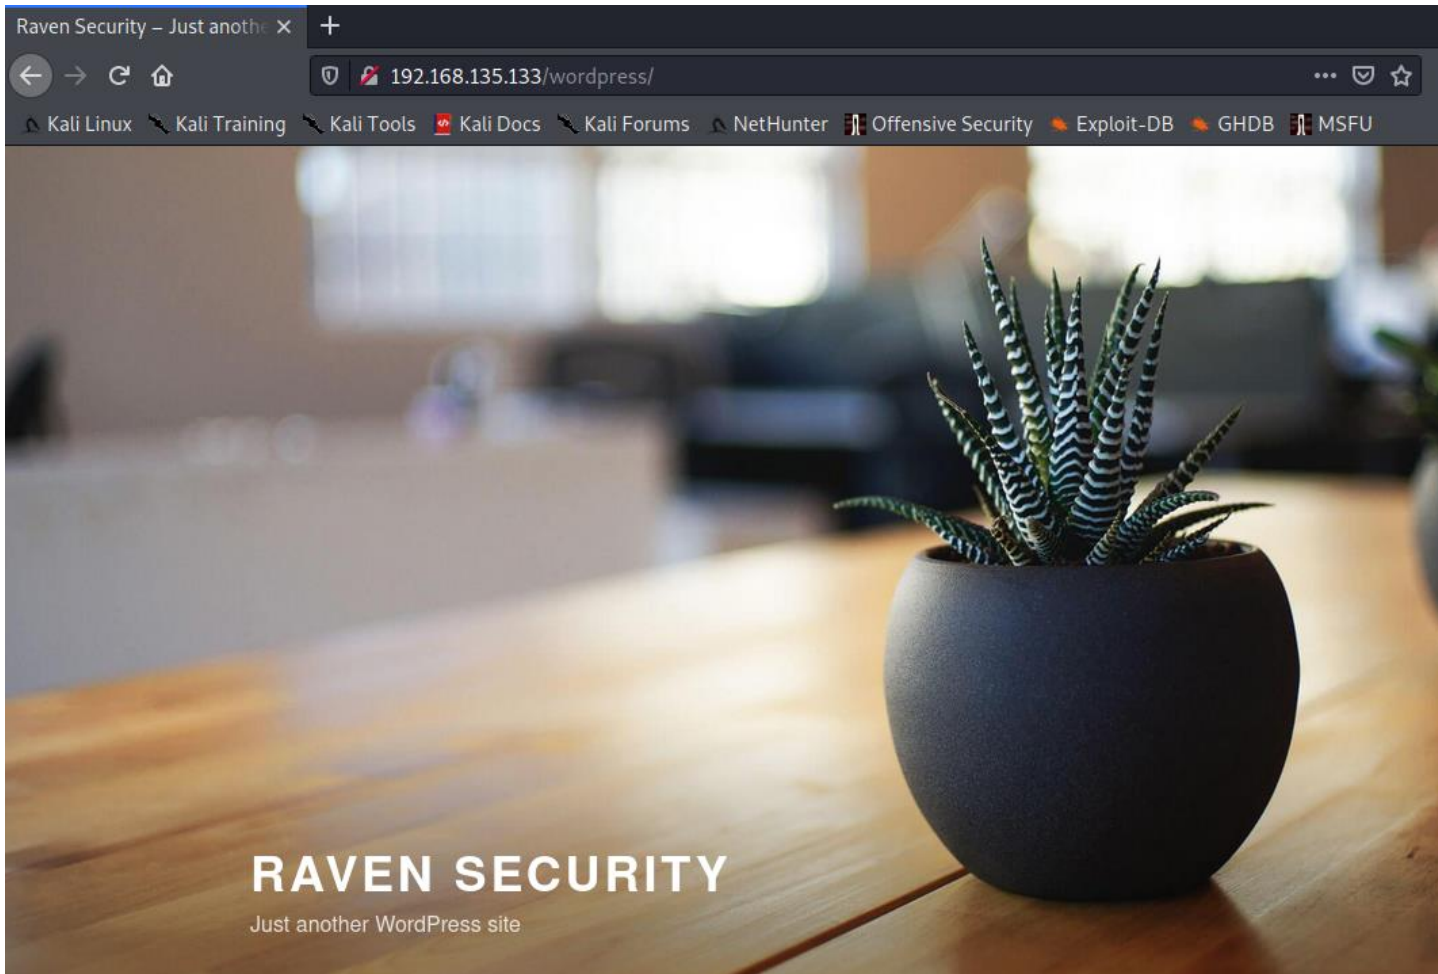 Raven Security – Just anothe
192.168.135.133/wordpress/
Kali Linux Kali Training Kali Tools Kali Docs Kali Forums NetHunter Offensive Security Exploit-DB GHDB MSFU
RAVEN SECURITY
Just another WordPress site